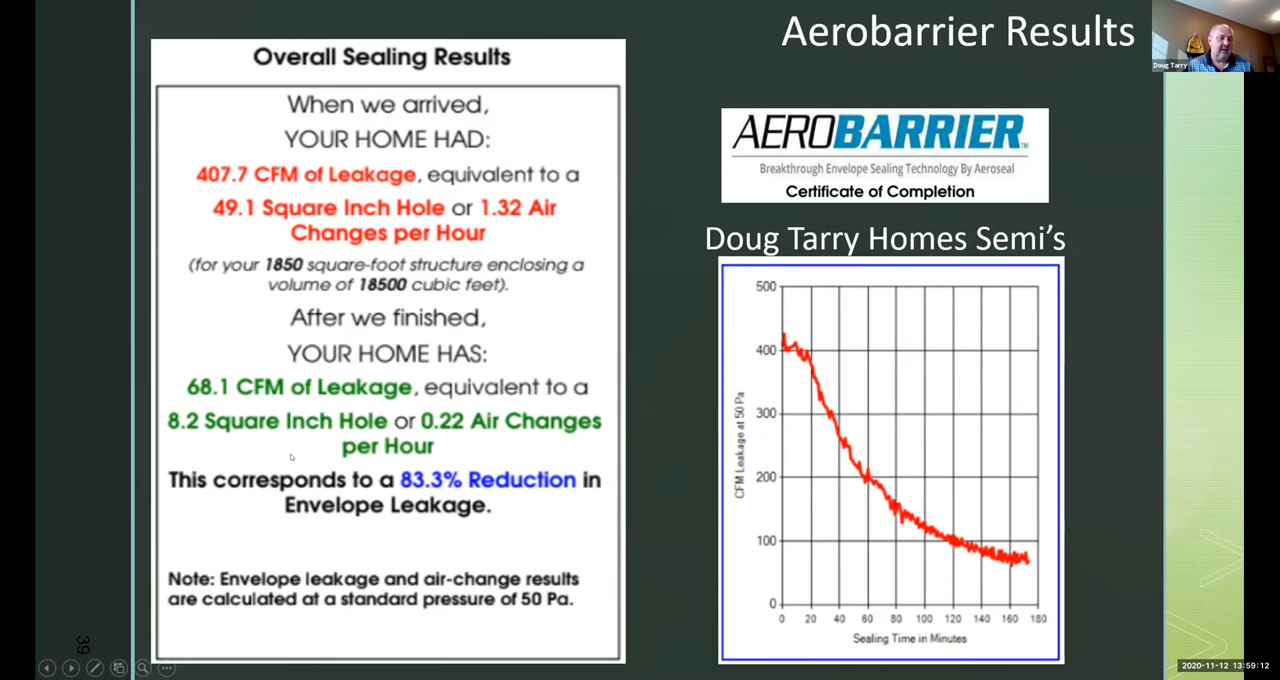 Aerobarrier Results
Doug Tarry
Overall Sealing Results
When we arrived,
YOUR HOME HAD:
407.7 CFM of Leakage, equivalent to a
49.1 Square Inch Hole or 1.32 Air
Changes per Hour
(for your 1850 square-foot structure enclosing a
volume of 18500 cubic feet).
After we finished,
YOUR HOME HAS:
68.1 CFM of Leakage, equivalent to a
8.2 Square Inch Hole or 0.22 Air Changes
per Hour
This corresponds to a 83.3% Reduction in
Envelope Leakage.
Note: Envelope leakage and air-change results
are calculated at a standard pressure of 50 Pa.
AEROBARRIER™
Breakthrough Envelope Sealing Technology By Aeroseal
Certificate of Completion
Doug Tarry Homes Semi's
CFM Leakage at 50 Pa
500
400
300
200
100
0
0 20 40 60 80 100 120 140 160 180
Sealing Time in Minutes
39
2020-11-12 13:59:12